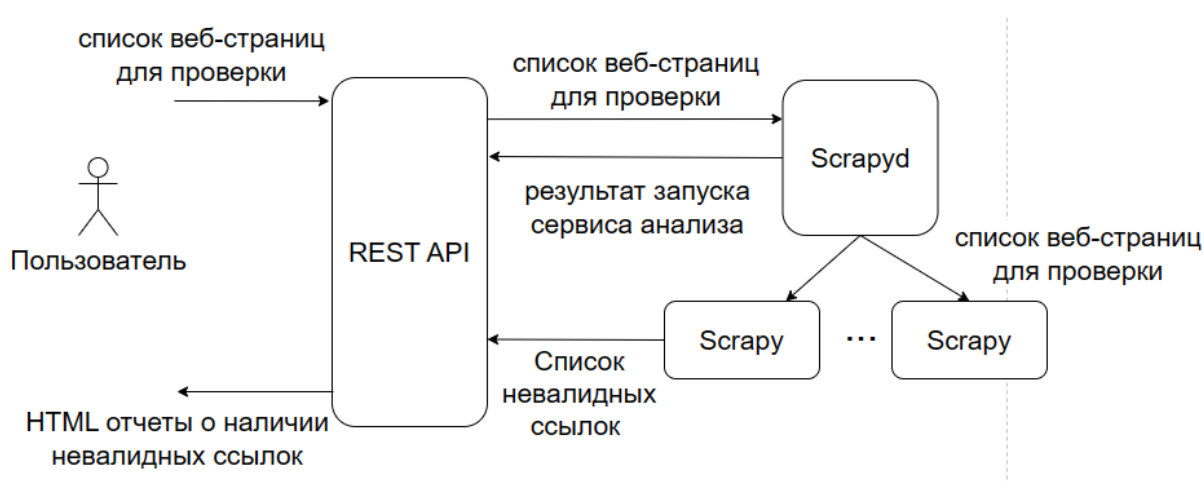 список веб-страниц
для проверки
список веб-страниц
для проверки
Scrapyd
результат запуска
сервиса анализа
REST API
Пользователь
список веб-страниц
для проверки
Scrapy
...
Scrapy
Список
невалидных
ссылок
HTML отчеты о наличии
невалидных ссылок